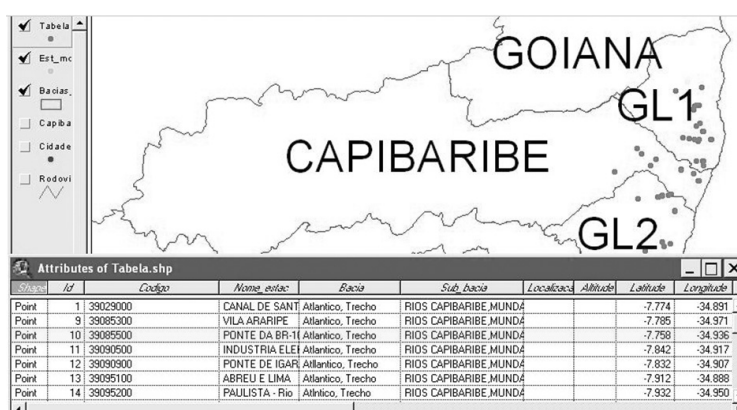 Tabela
Est_mo
Bacias_
Capiba
Cidade
Rodovi
GOIANA
GL1
CAPIBARIBE
GL2
Attributes of Tabela.shp
Shape Id Codigo Nome_estac Bacia Sub_bacia Localizaca Altitude Latitude Longitude
Point 1 39029000 CANAL DE SANT Atlantico, Trecho RIOS CAPIBARIBE,MUNDA -7.774 -34.891
Point 9 39085300 VILA ARARIPE Atlantico, Trecho RIOS CAPIBARIBE,MUNDA -7.785 -34.971
Point 10 39085500 PONTE DA BR-10 Atlantico, Trecho RIOS CAPIBARIBE,MUNDA -7.758 -34.936
Point 11 39090500 INDUSTRIA ELE Atlantico, Trecho RIOS CAPIBARIBE,MUNDA -7.842 -34.917
Point 12 39090900 PONTE DE IGAR Atllantico, Trecho RIOS CAPIBARIBE,MUNDA -7.832 -34.907
Point 13 39095100 ABREU E LIMA Atlantico, Trecho RIOS CAPIBARIBE,MUNDA -7.912 -34.888
Point 14 39095200 PAULISTA - Rio Atlntico, Trecho RIOS CAPIBARIBE,MUNDA -7.932 -34.950